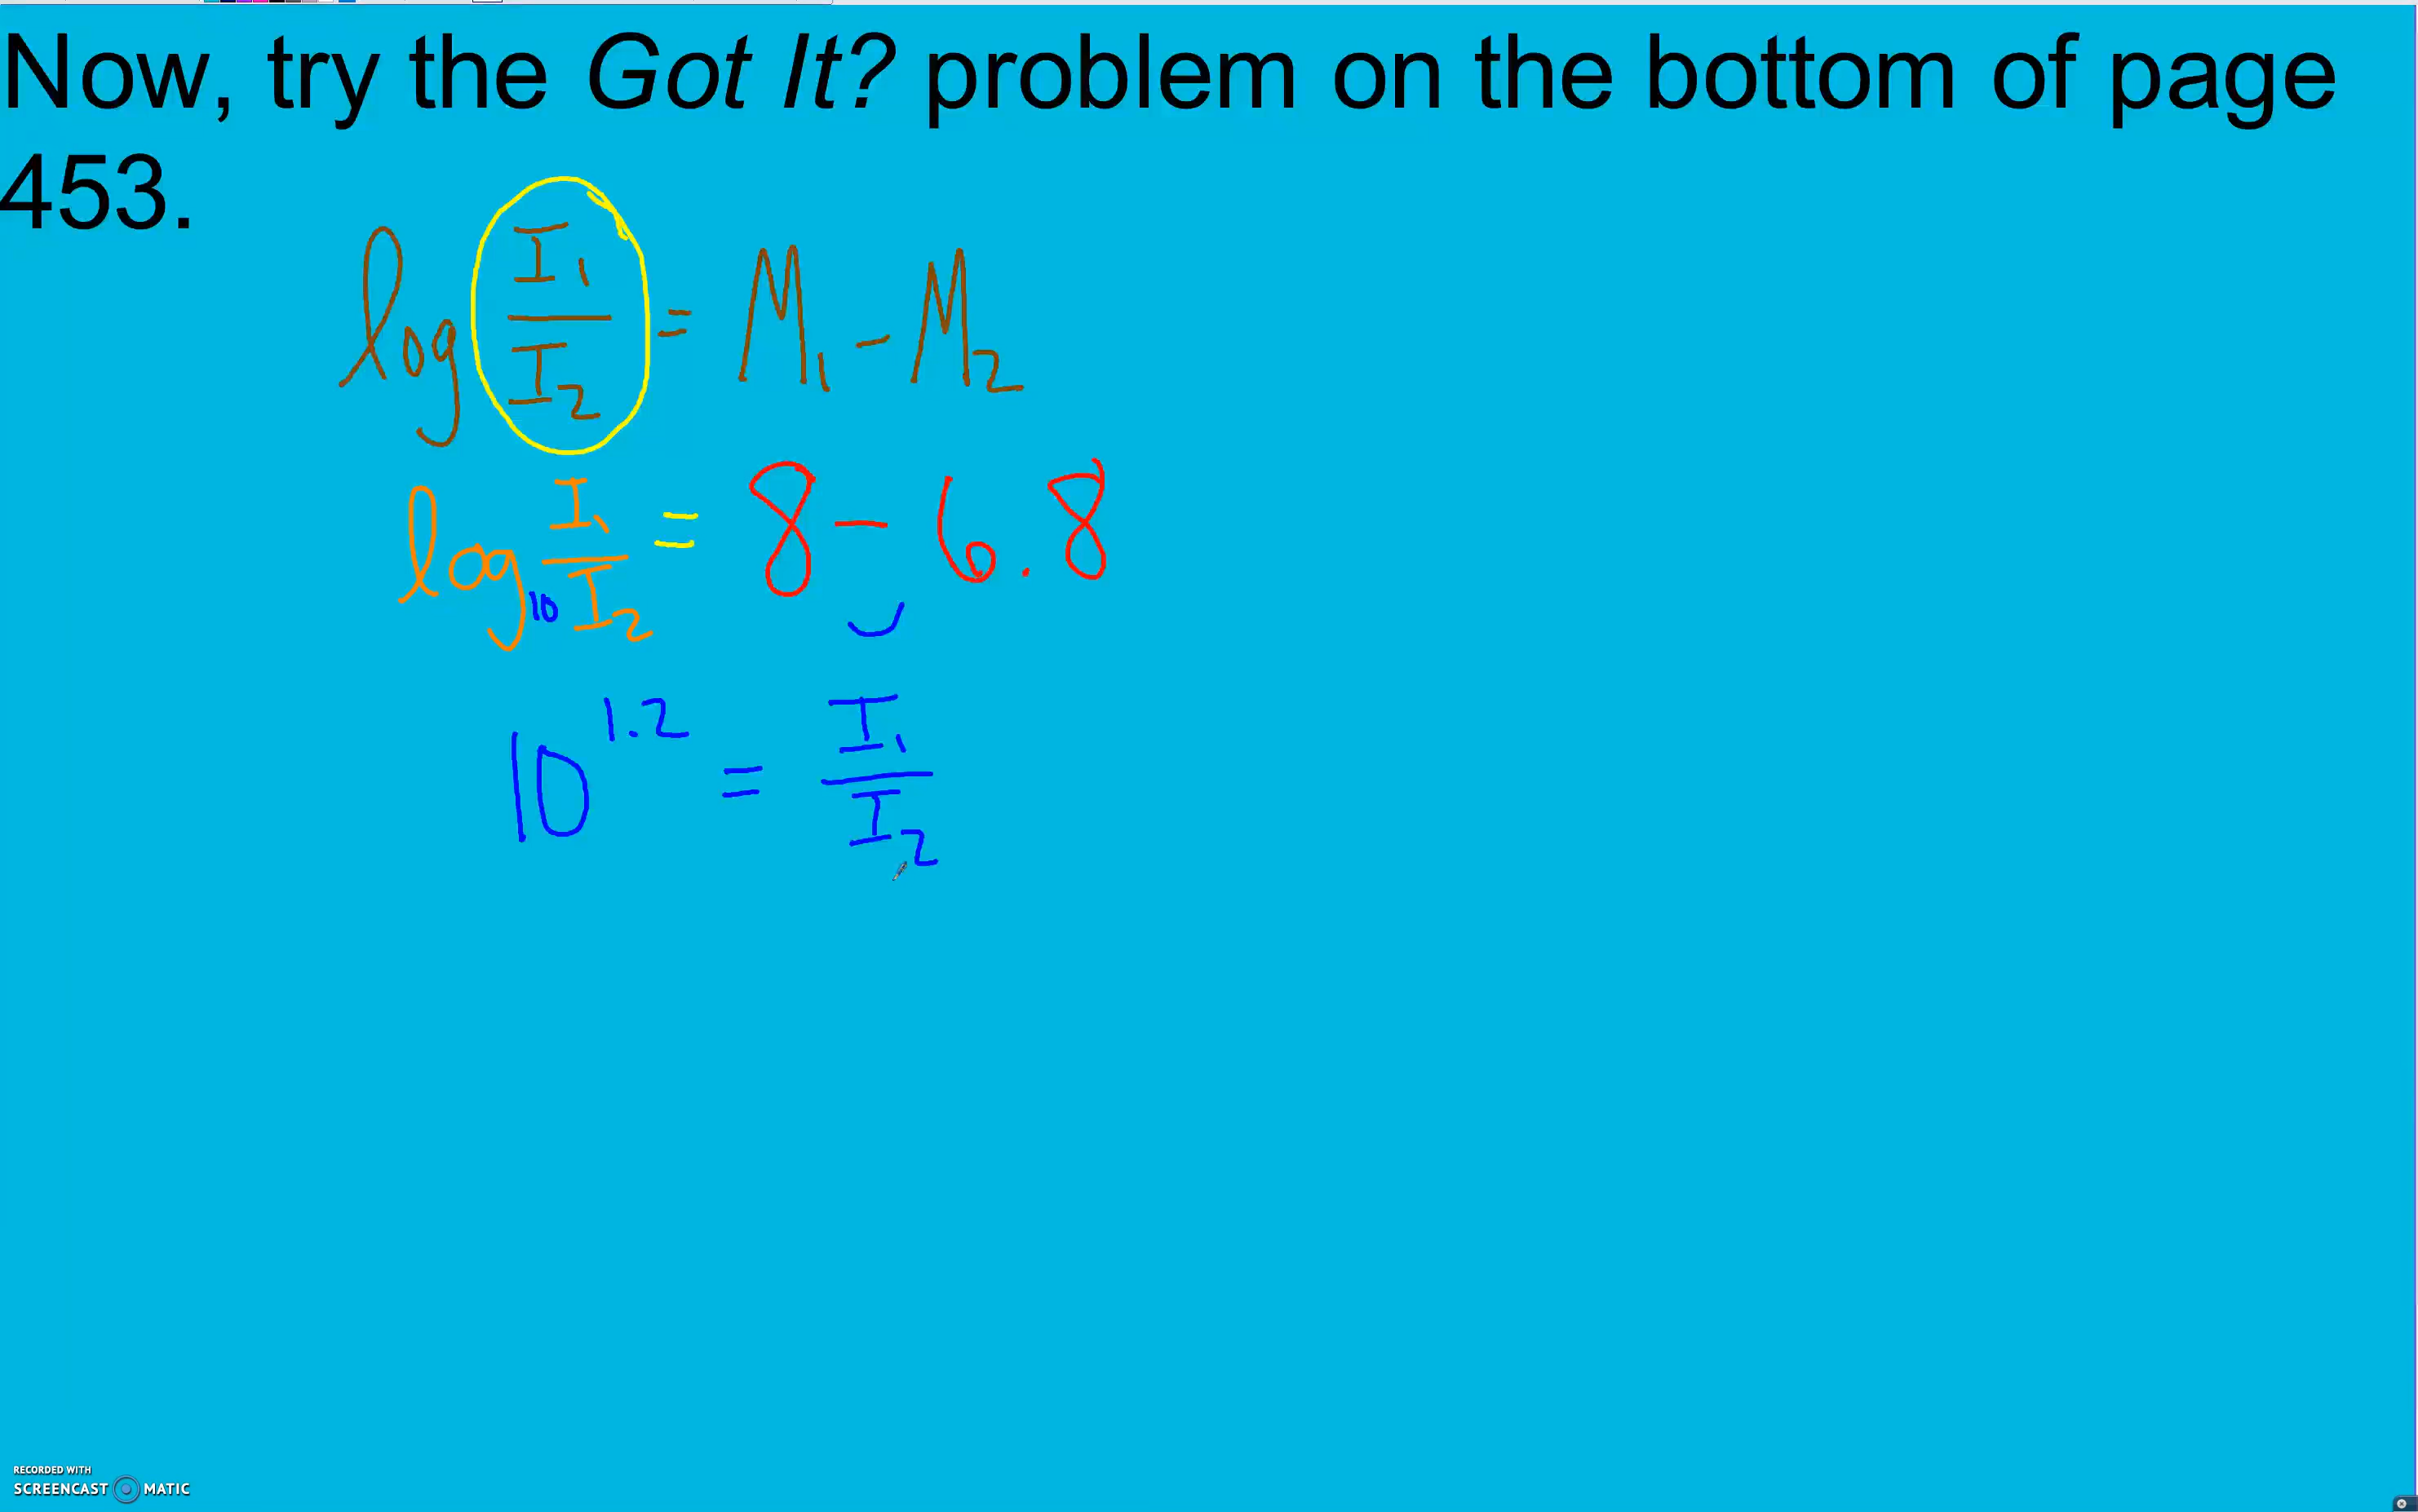 Now, try the Got It? problem on the bottom of page
453.
log I₁/I₂ = M₁ - M₂
log₁₀ I₁/I₂ = 8 - 6.8
10^1.2 = I₁/I₂
RECORDED WITH
SCREENCAST MATIC